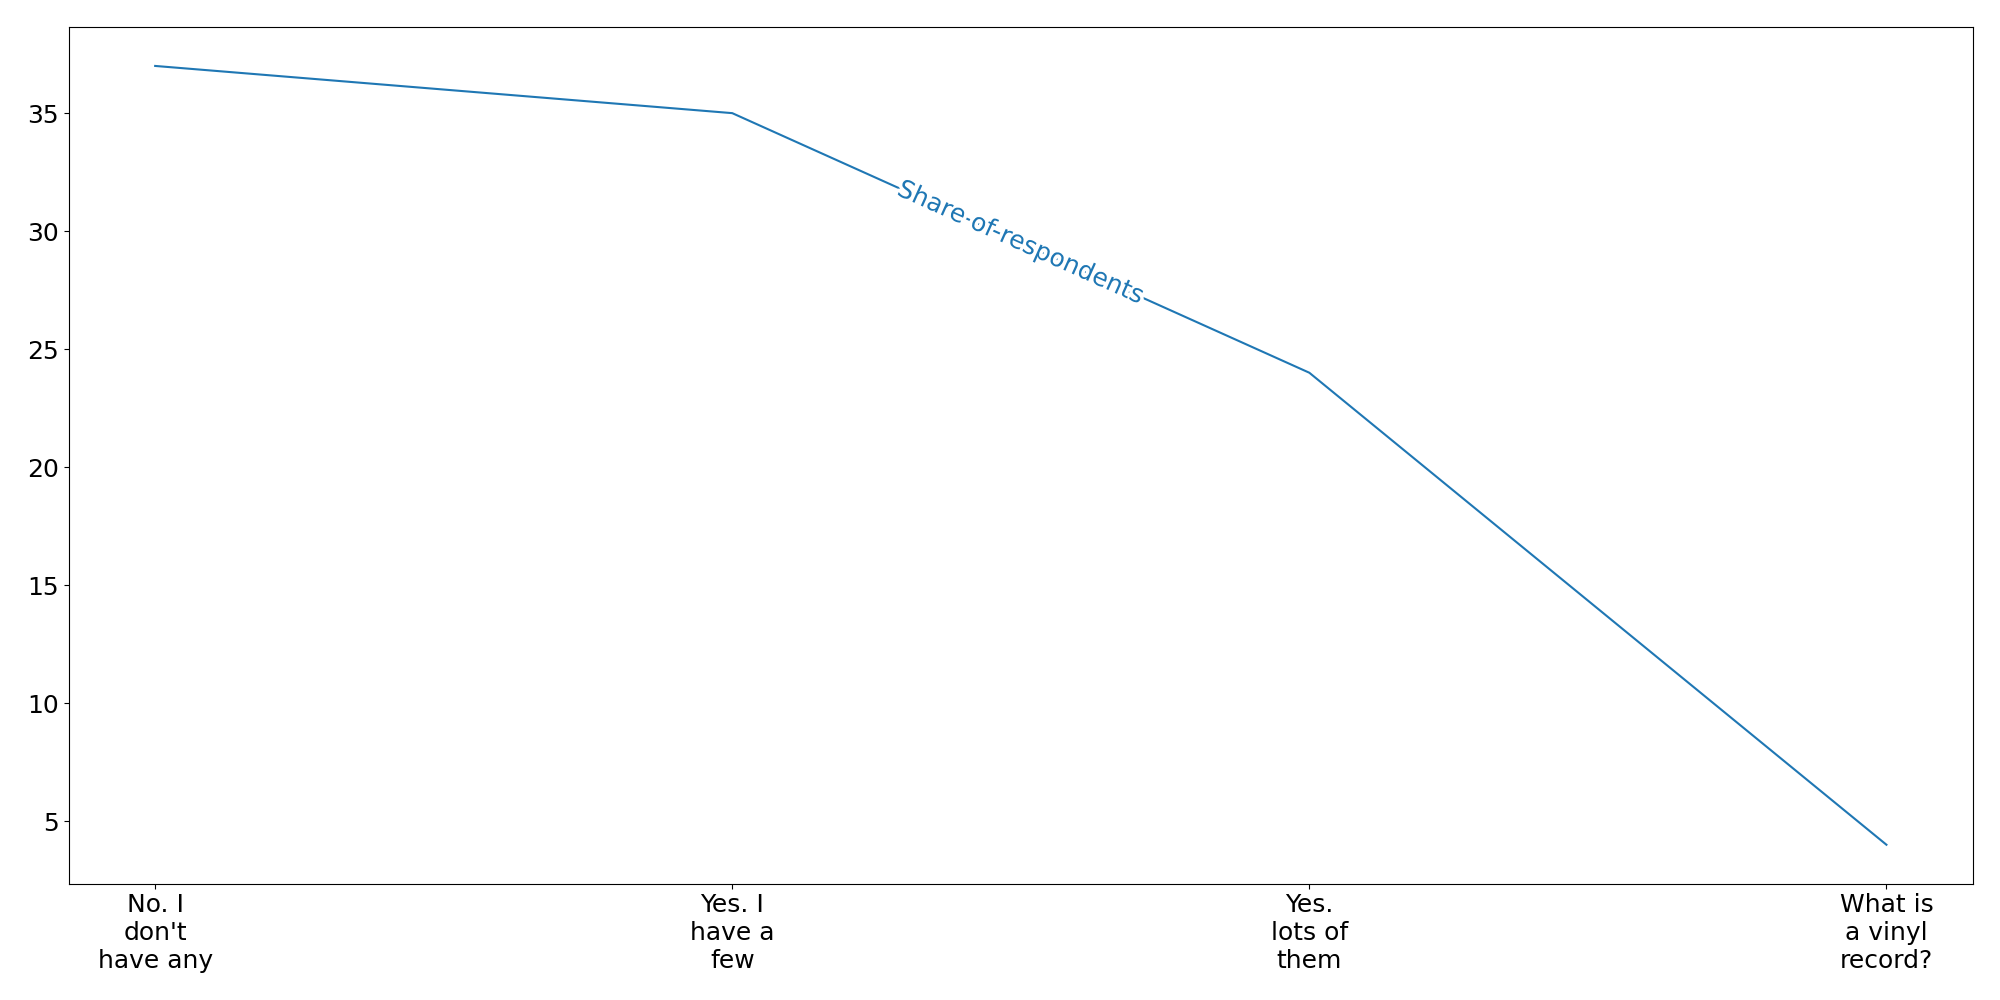 35
30
25
20
15
10
5
Share-of-respondents
No. I
don't
have any
Yes. I
have a
few
Yes.
lots of
them
What is
a vinyl
record?